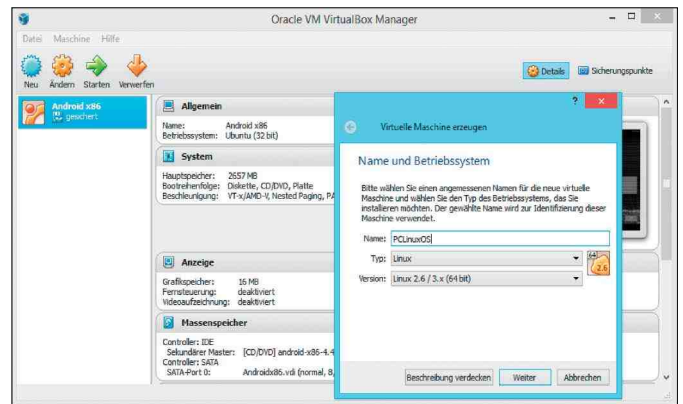 Oracle VM VirtualBox Manager
Datei Maschine Hilfe
Neu Ändern Starten Verwerfen
Details Sicherungspunkte
Android x86
gesichert
Allgemein
Name: Android x86
Betriebssystem: Ubuntu (32 bit)
System
Hauptspeicher: 2657 MB
Bootreihenfolge: Diskette, CD/DVD, Platte
Beschleunigung: VT-x/AMD-V, Nested Paging, PA
Anzeige
Grafikspeicher: 16 MB
Fernsteuerung: deaktiviert
Videoaufzeichnung: deaktiviert
Massenspeicher
Controller: IDE
Sekundärer Master: [CD/DVD] android-x86-4.4
Controller: SATA
SATA-Port 0: Androidx86.vdi (normal, 8,
?
Virtuelle Maschine erzeugen
Name und Betriebssystem
Bitte wählen Sie einen angemessenen Namen für die neue virtuelle
Maschine und wählen Sie den Typ des Betriebssystems, das Sie
installieren möchten. Der gewählte Name wird zur Identifizierung dieser
Maschine verwendet.
Name: PCLinuxOS
Typ: Linux
Version: Linux 2.6 / 3.x (64 bit)
64
2.6
Beschreibung verdecken Weiter Abbrechen